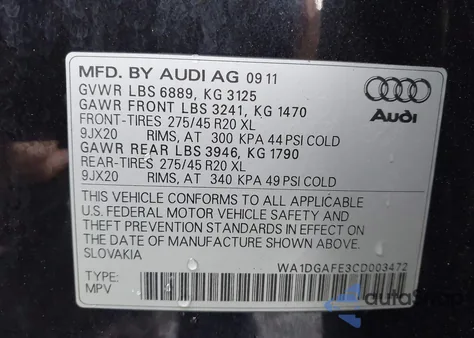 MFD. BY AUDI AG 09 11
GVWR LBS 6889, KG 3125
GAWR FRONT LBS 3241, KG 1470
FRONT-TIRES 275/45 R20 XL
9JX20 RIMS, AT 300 KPA 44 PSI COLD
GAWR REAR LBS 3946, KG 1790
REAR-TIRES 275/45 R20 XL
9JX20 RIMS, AT 340 KPA 49 PSI COLD
Audi
THIS VEHICLE CONFORMS TO ALL APPLICABLE
U.S. FEDERAL MOTOR VEHICLE SAFETY AND
THEFT PREVENTION STANDARDS IN EFFECT ON
THE DATE OF MANUFACTURE SHOWN ABOVE.
SLOVAKIA
WA1DGAFE3CD003472
TYPE:
MPV